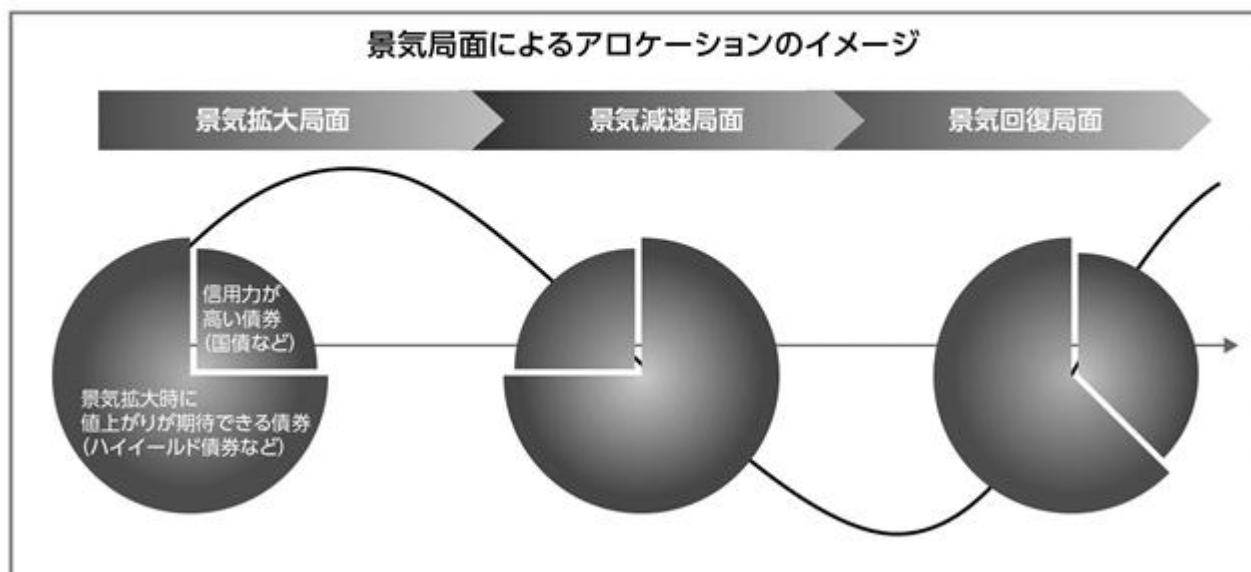 景気局面によるアロケーションのイメージ
景気拡大局面
景気減速局面
景気回復局面
信用力が
高い債券
(国債など)
景気拡大時に
値上がりが期待できる債券
(ハイイールド債券など)